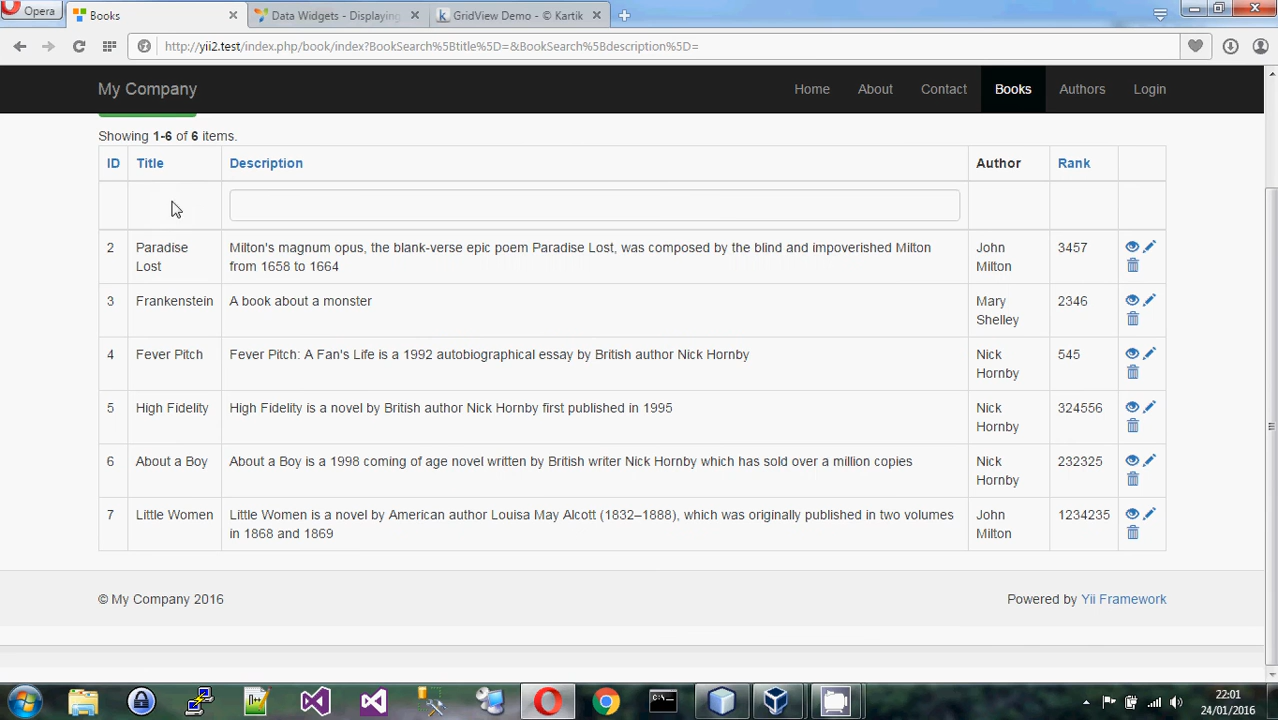 Opera
Books
Data Widgets - Displaying
GridView Demo - © Kartik
http://yii2.test/index.php/book/index?BookSearch%5Btitle%5D=&BookSearch%5Bdescription%5D=
My Company
Home About Contact Books Authors Login
Showing 1-6 of 6 items.
ID Title Description Author Rank
2 Paradise Milton's magnum opus, the blank-verse epic poem Paradise Lost, was composed by the blind and impoverished Milton John 3457
Lost from 1658 to 1664 Milton
3 Frankenstein A book about a monster Mary 2346
Shelley
4 Fever Pitch Fever Pitch: A Fan's Life is a 1992 autobiographical essay by British author Nick Hornby Nick 545
Hornby
5 High Fidelity High Fidelity is a novel by British author Nick Hornby first published in 1995 Nick 324556
Hornby
6 About a Boy About a Boy is a 1998 coming of age novel written by British writer Nick Hornby which has sold over a million copies Nick 232325
Hornby
7 Little Women Little Women is a novel by American author Louisa May Alcott (1832–1888), which was originally published in two volumes John 1234235
in 1868 and 1869 Milton
© My Company 2016 Powered by Yii Framework
22:01
24/01/2016